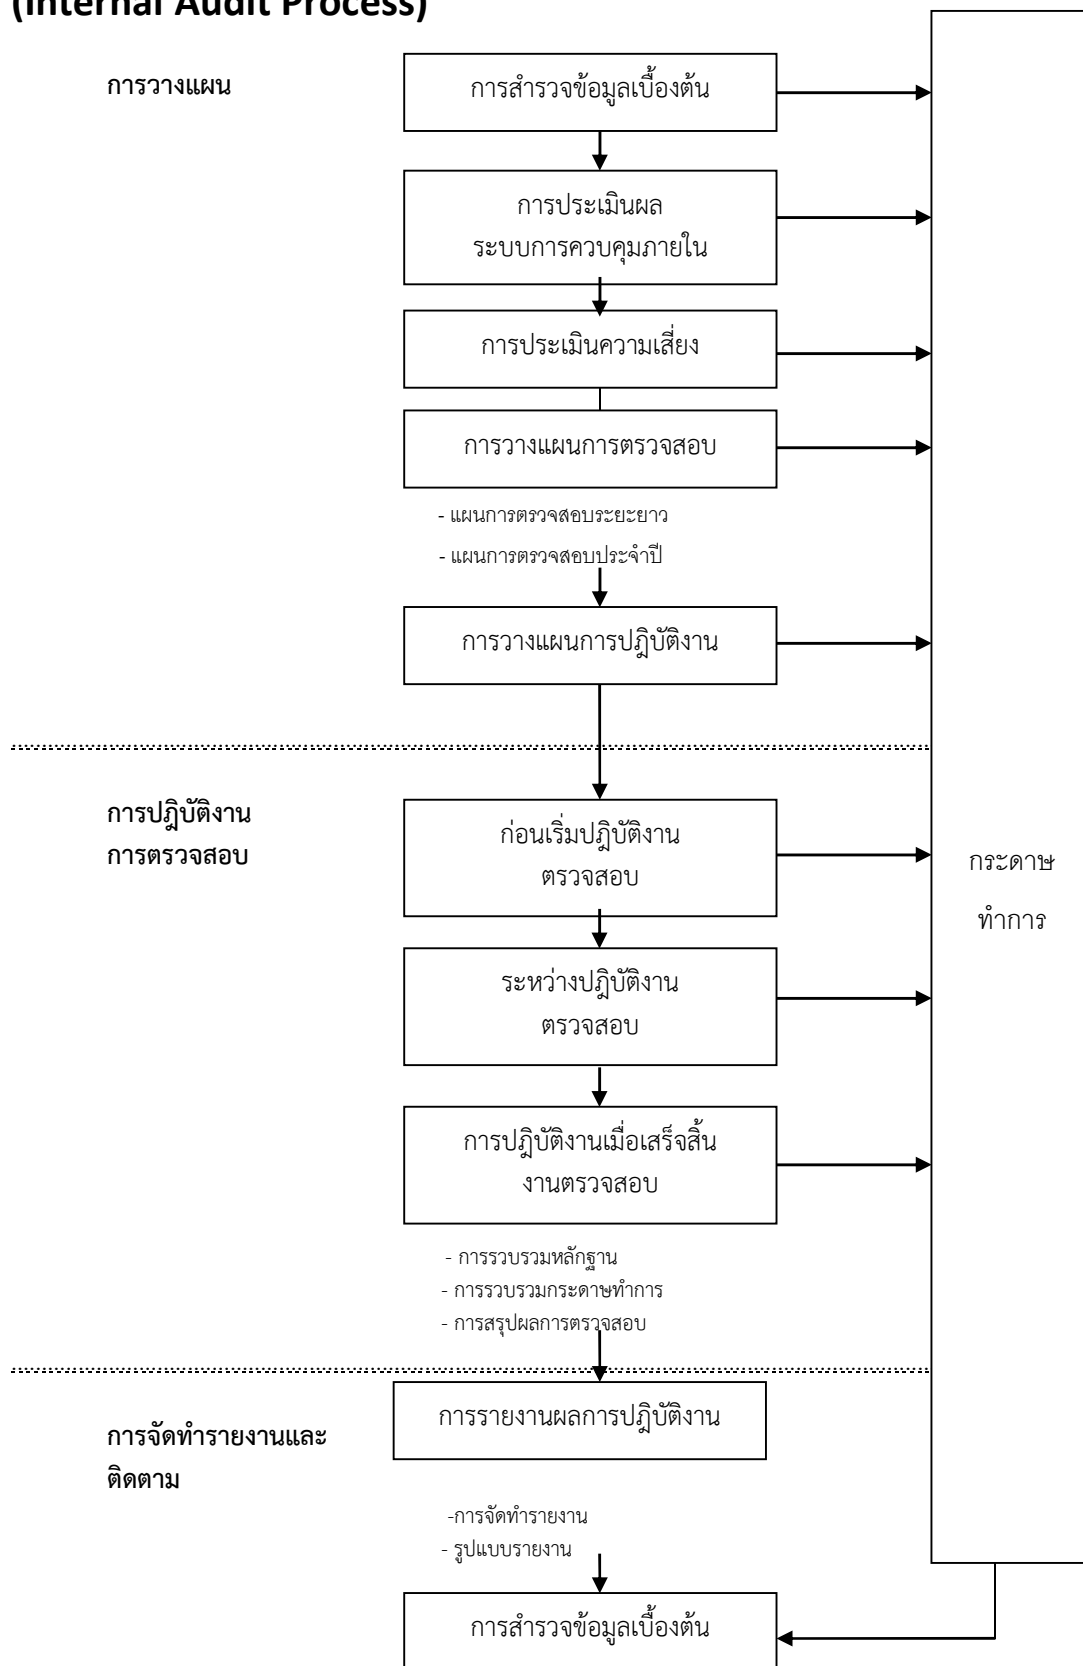 (Internal Audit Process)
การวางแผน
การสำรวจข้อมูลเบื้องต้น
การประเมินผล
ระบบการควบคุมภายใน
การประเมินความเสี่ยง
การวางแผนการตรวจสอบ
- แผนการตรวจสอบระยะยาว
- แผนการตรวจสอบประจำปี
การวางแผนการปฎิบัติงาน
การปฎิบัติงาน
การตรวจสอบ
ก่อนเริ่มปฎิบัติงาน
ตรวจสอบ
ระหว่างปฎิบัติงาน
ตรวจสอบ
การปฎิบัติงานเมื่อเสร็จสิ้น
งานตรวจสอบ
- การรวบรวมหลักฐาน
- การรวบรวมกระดาษทำการ
- การสรุปผลการตรวจสอบ
กระดาษ
ทำการ
การจัดทำรายงานและ
ติดตาม
การรายงานผลการปฎิบัติงาน
-การจัดทำรายงาน
- รูปแบบรายงาน
การสำรวจข้อมูลเบื้องต้น